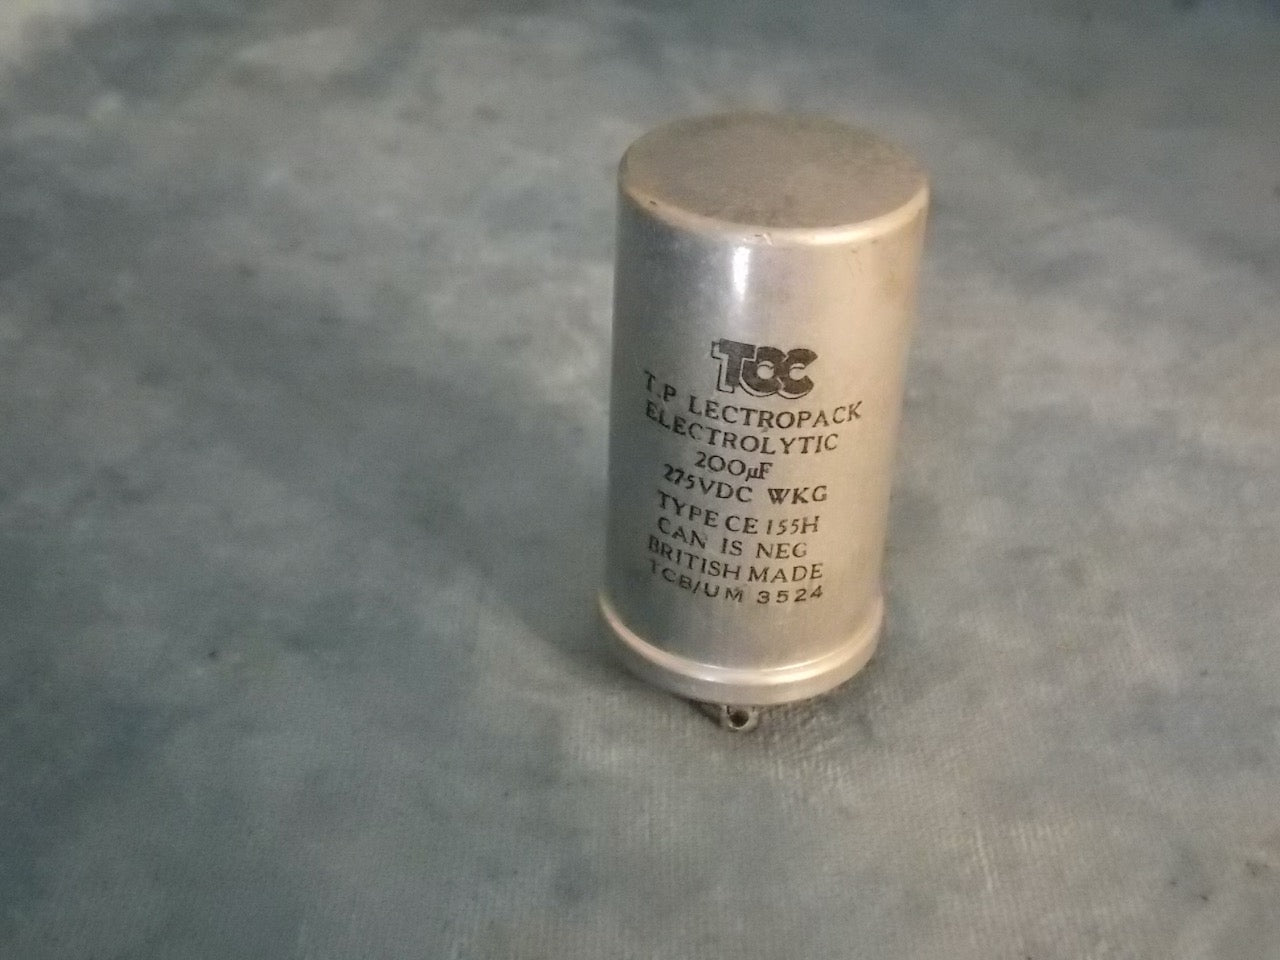 TCC
T.P LECTROPACK
ELECTROLYTIC
200µF
275VDC WKG
TYPE CE 155H
CAN IS NEG
BRITISH MADE
TCB/UM 3524